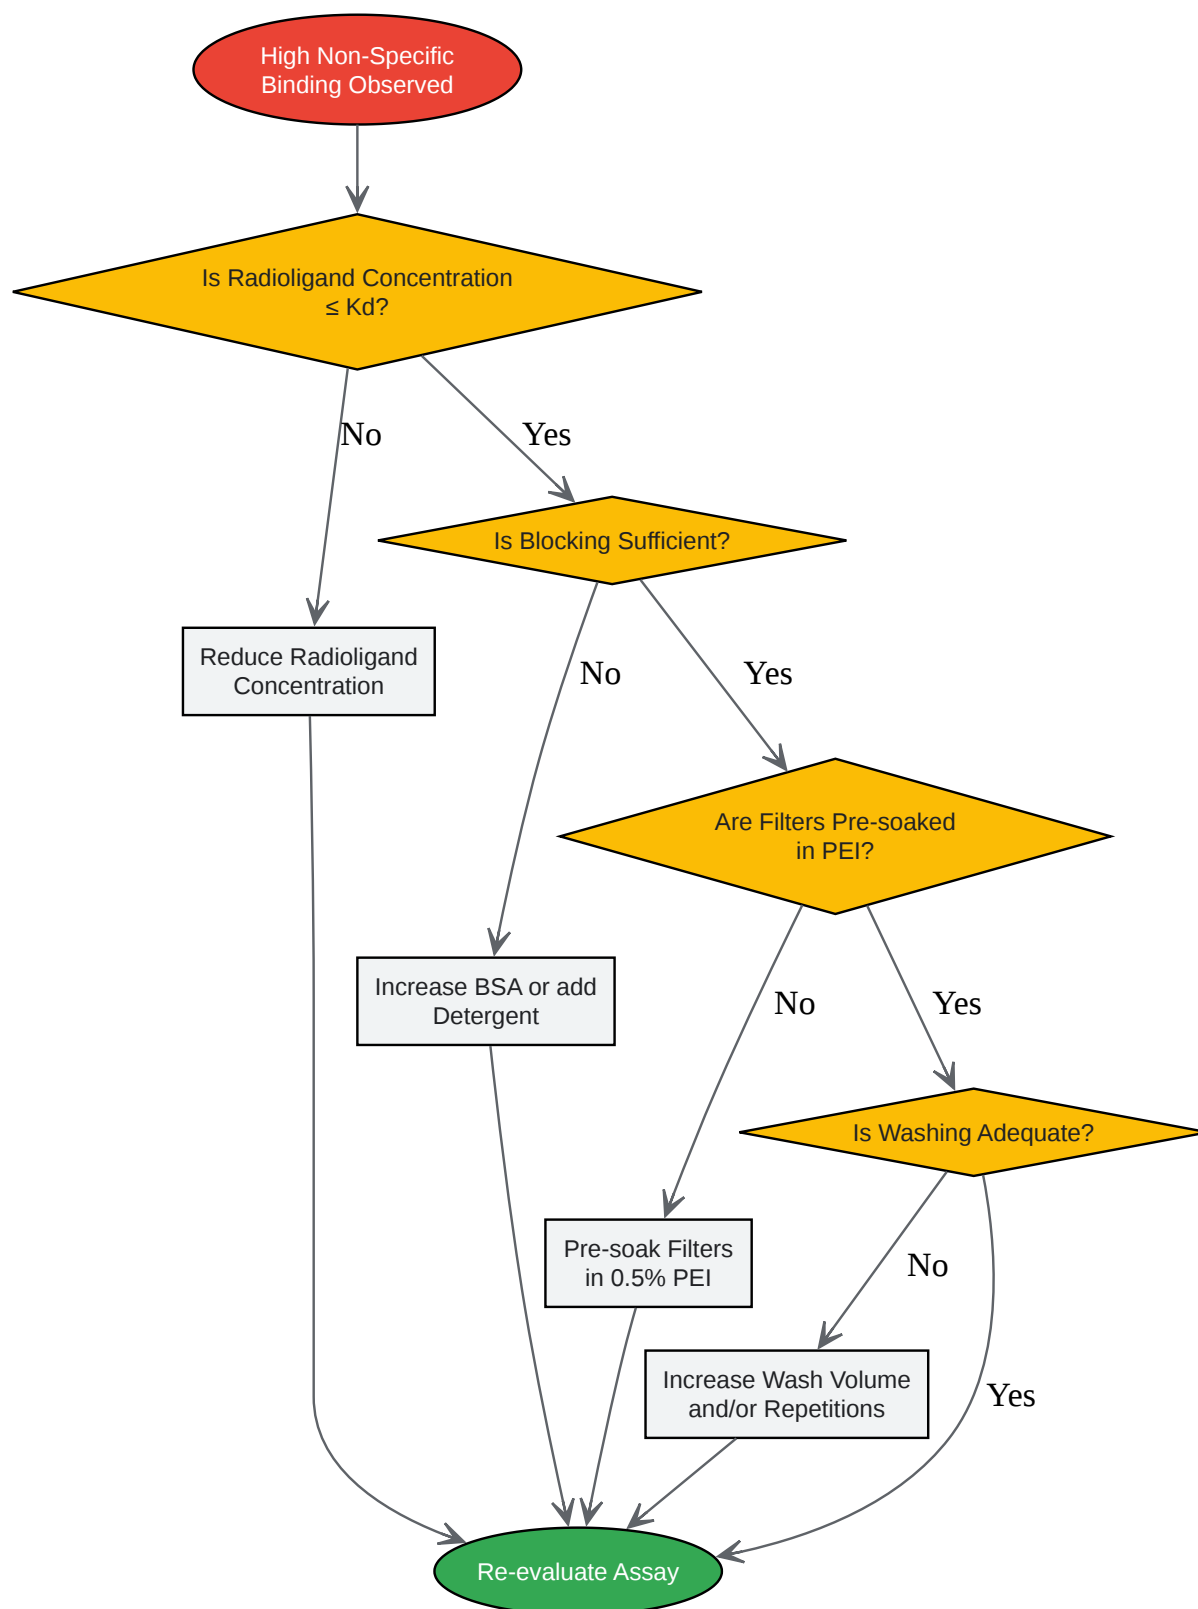 High Non-Specific
Binding Observed
Is Radioligand Concentration
≤ Kd?
No
Yes
Is Blocking Sufficient?
Reduce Radioligand
Concentration
No
Yes
Are Filters Pre-soaked
in PEI?
Increase BSA or add
Detergent
No
Yes
Is Washing Adequate?
Pre-soak Filters
in 0.5% PEI
No
Increase Wash Volume
and/or Repetitions
Yes
Re-evaluate Assay